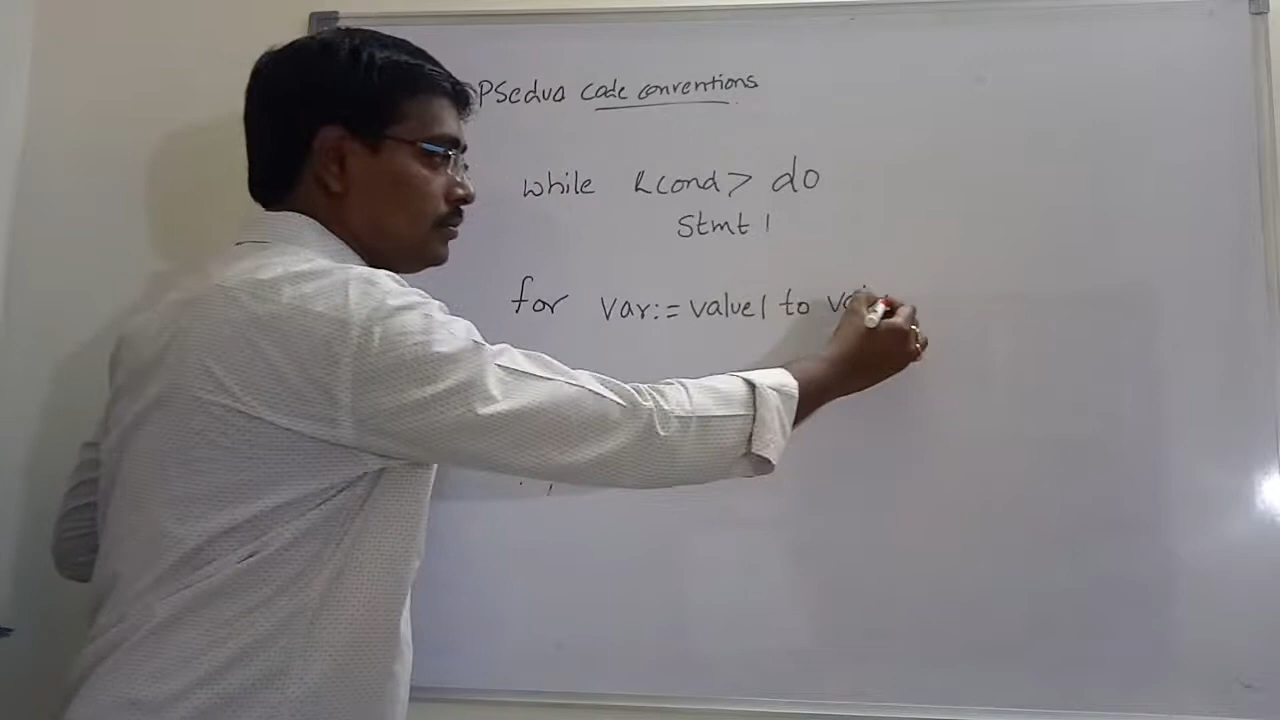 PSedua code conventions
while <cond> do
Stmt 1
for var:= value1 to